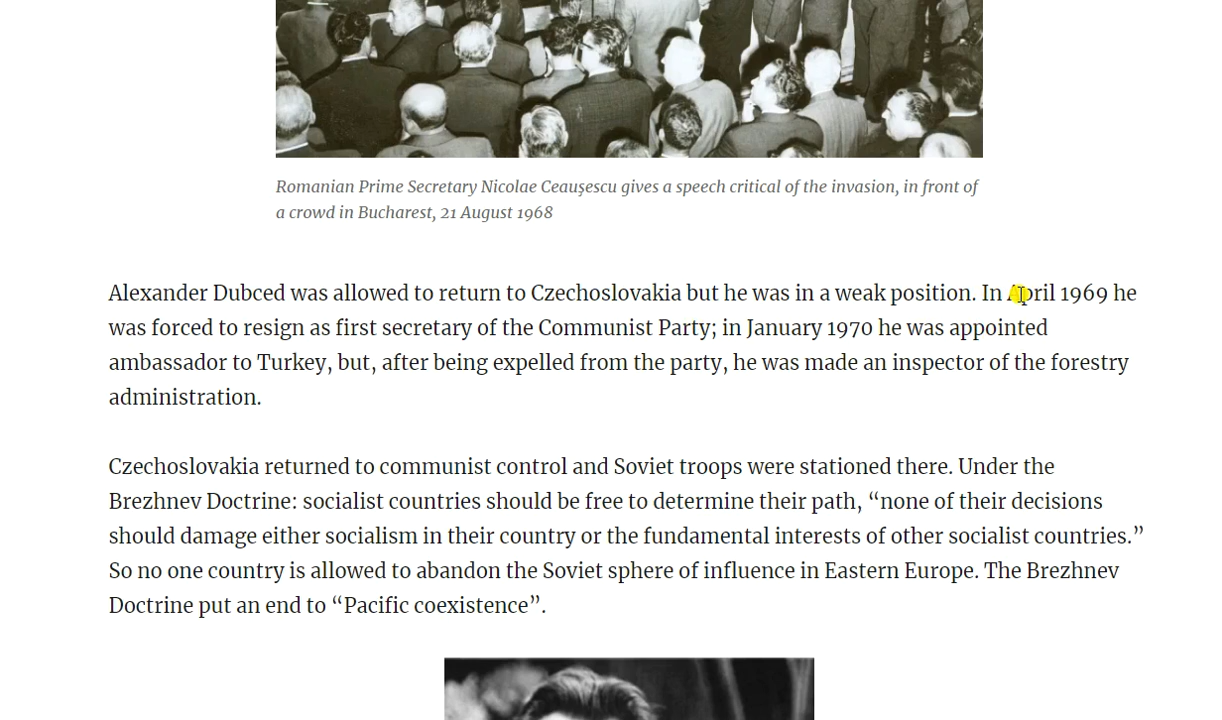 Romanian Prime Secretary Nicolae Ceaușescu gives a speech critical of the invasion, in front of
a crowd in Bucharest, 21 August 1968
Alexander Dubced was allowed to return to Czechoslovakia but he was in a weak position. In April 1969 he
was forced to resign as first secretary of the Communist Party; in January 1970 he was appointed
ambassador to Turkey, but, after being expelled from the party, he was made an inspector of the forestry
administration.
Czechoslovakia returned to communist control and Soviet troops were stationed there. Under the
Brezhnev Doctrine: socialist countries should be free to determine their path, “none of their decisions
should damage either socialism in their country or the fundamental interests of other socialist countries.”
So no one country is allowed to abandon the Soviet sphere of influence in Eastern Europe. The Brezhnev
Doctrine put an end to “Pacific coexistence”.